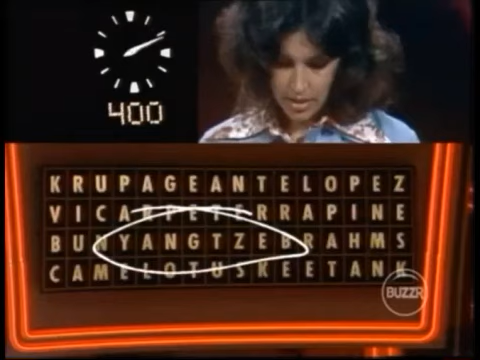 400
KRUPAGEANTELOPEZ
VICARPETERRAPINE
BUNYANGTZEBRAHMS
CAMELOTUSKEETANK
BUZZR